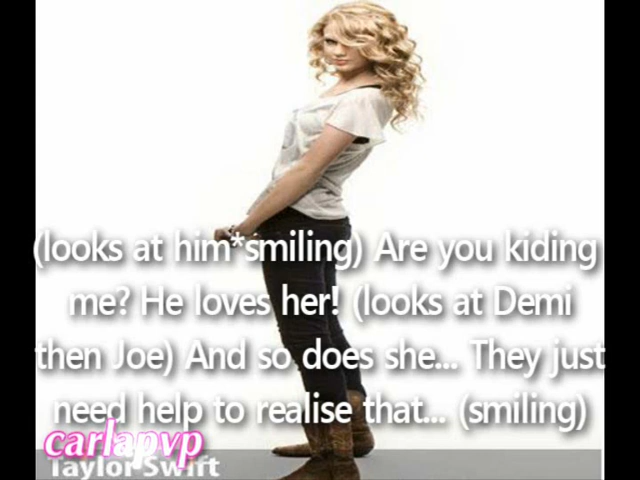 (looks at him*smiling) Are you kiding
me? He loves her! (looks at Demi
then Joe) And so does she... They just
need help to realise that... (smiling)
carlapvp
Taylor Swift